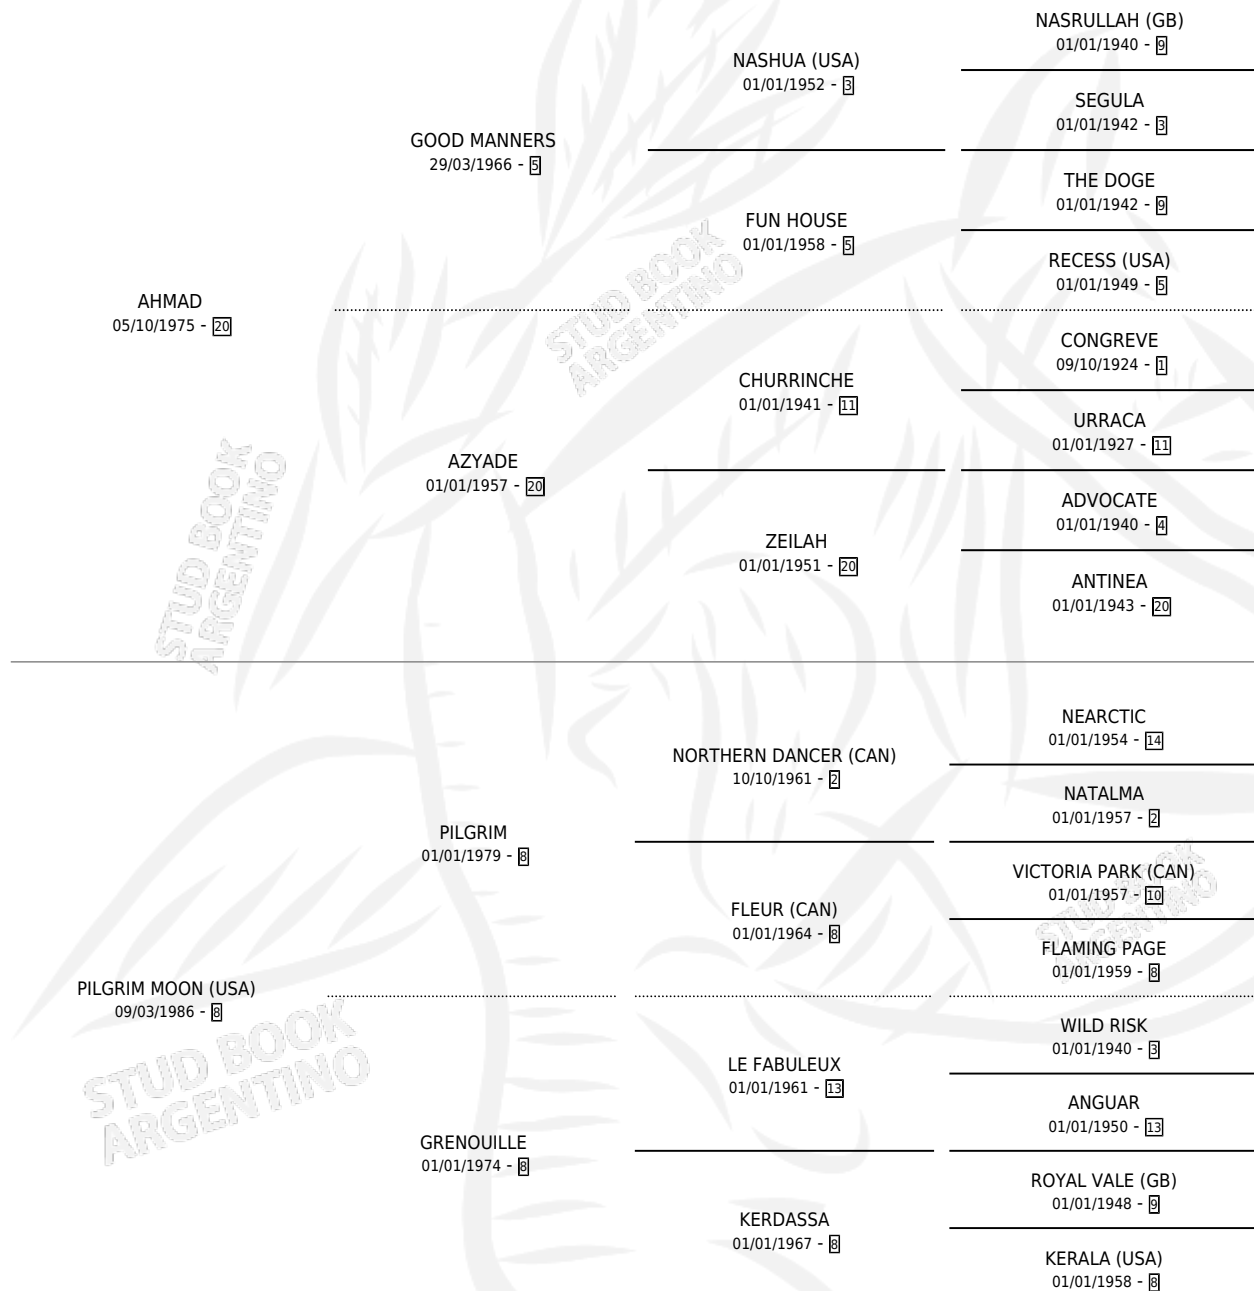 NASRULLAH (GB)
01/01/1940 - 9
NASHUA (USA)
01/01/1952 - 3
SEGULA
01/01/1942 - 3
GOOD MANNERS
29/03/1966 - 5
THE DOGE
01/01/1942 - 9
FUN HOUSE
01/01/1958 - 5
RECESS (USA)
01/01/1949 - 5
AHMAD
05/10/1975 - 20
CONGREVE
09/10/1924 - 1
CHURRINCHE
01/01/1941 - 11
URRACA
01/01/1927 - 11
AZYADE
01/01/1957 - 20
ADVOCATE
01/01/1940 - 4
ZEILAH
01/01/1951 - 20
ANTINEA
01/01/1943 - 20
STUD BOOK
ARGENTINO
STUD BOOK
ARGENTINO
NEARCTIC
01/01/1954 - 14
NORTHERN DANCER (CAN)
10/10/1961 - 2
NATALMA
01/01/1957 - 2
PILGRIM
01/01/1979 - 8
VICTORIA PARK (CAN)
01/01/1957 - 10
FLEUR (CAN)
01/01/1964 - 8
FLAMING PAGE
01/01/1959 - 8
STUD BOOK
ARGENTINO
PILGRIM MOON (USA)
09/03/1986 - 8
WILD RISK
01/01/1940 - 3
LE FABULEUX
01/01/1961 - 13
ANGUAR
01/01/1950 - 13
GRENOUILLE
01/01/1974 - 8
ROYAL VALE (GB)
01/01/1948 - 9
KERDASSA
01/01/1967 - 8
KERALA (USA)
01/01/1958 - 8
STUD BOOK
ARGENTINO